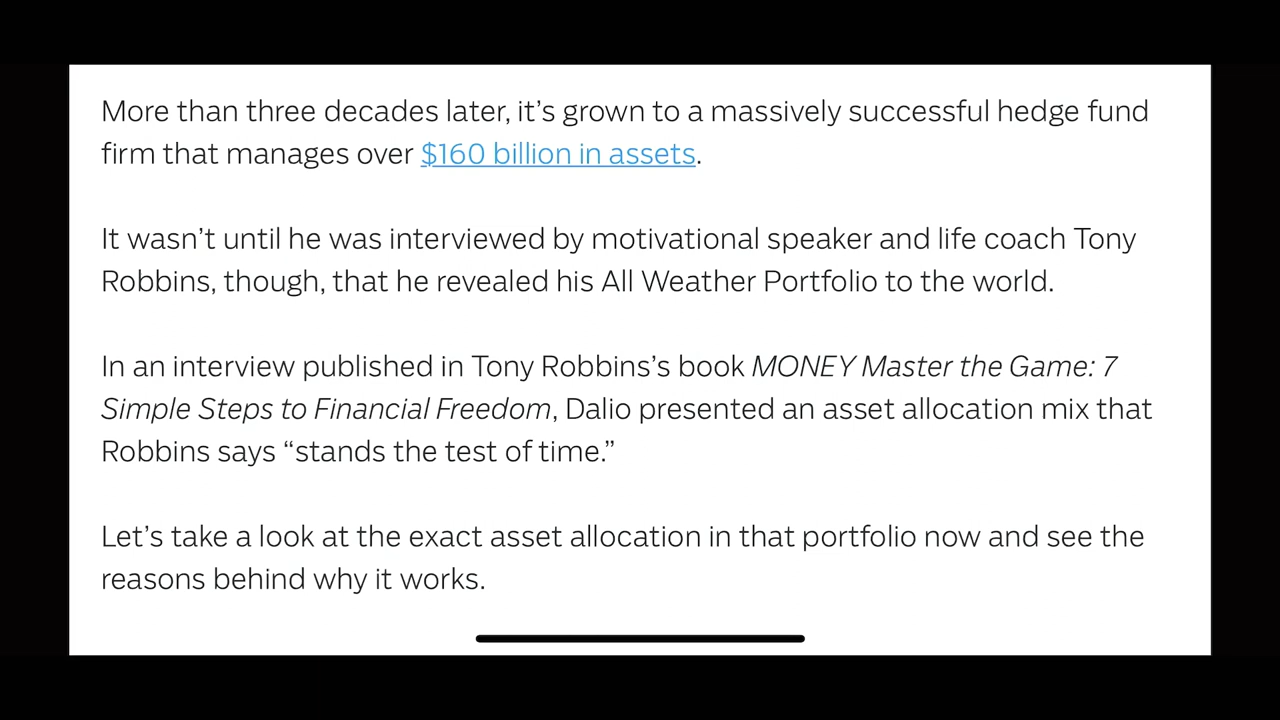 More than three decades later, it’s grown to a massively successful hedge fund
firm that manages over $160 billion in assets.
It wasn’t until he was interviewed by motivational speaker and life coach Tony
Robbins, though, that he revealed his All Weather Portfolio to the world.
In an interview published in Tony Robbins’s book MONEY Master the Game: 7
Simple Steps to Financial Freedom, Dalio presented an asset allocation mix that
Robbins says “stands the test of time.”
Let’s take a look at the exact asset allocation in that portfolio now and see the
reasons behind why it works.